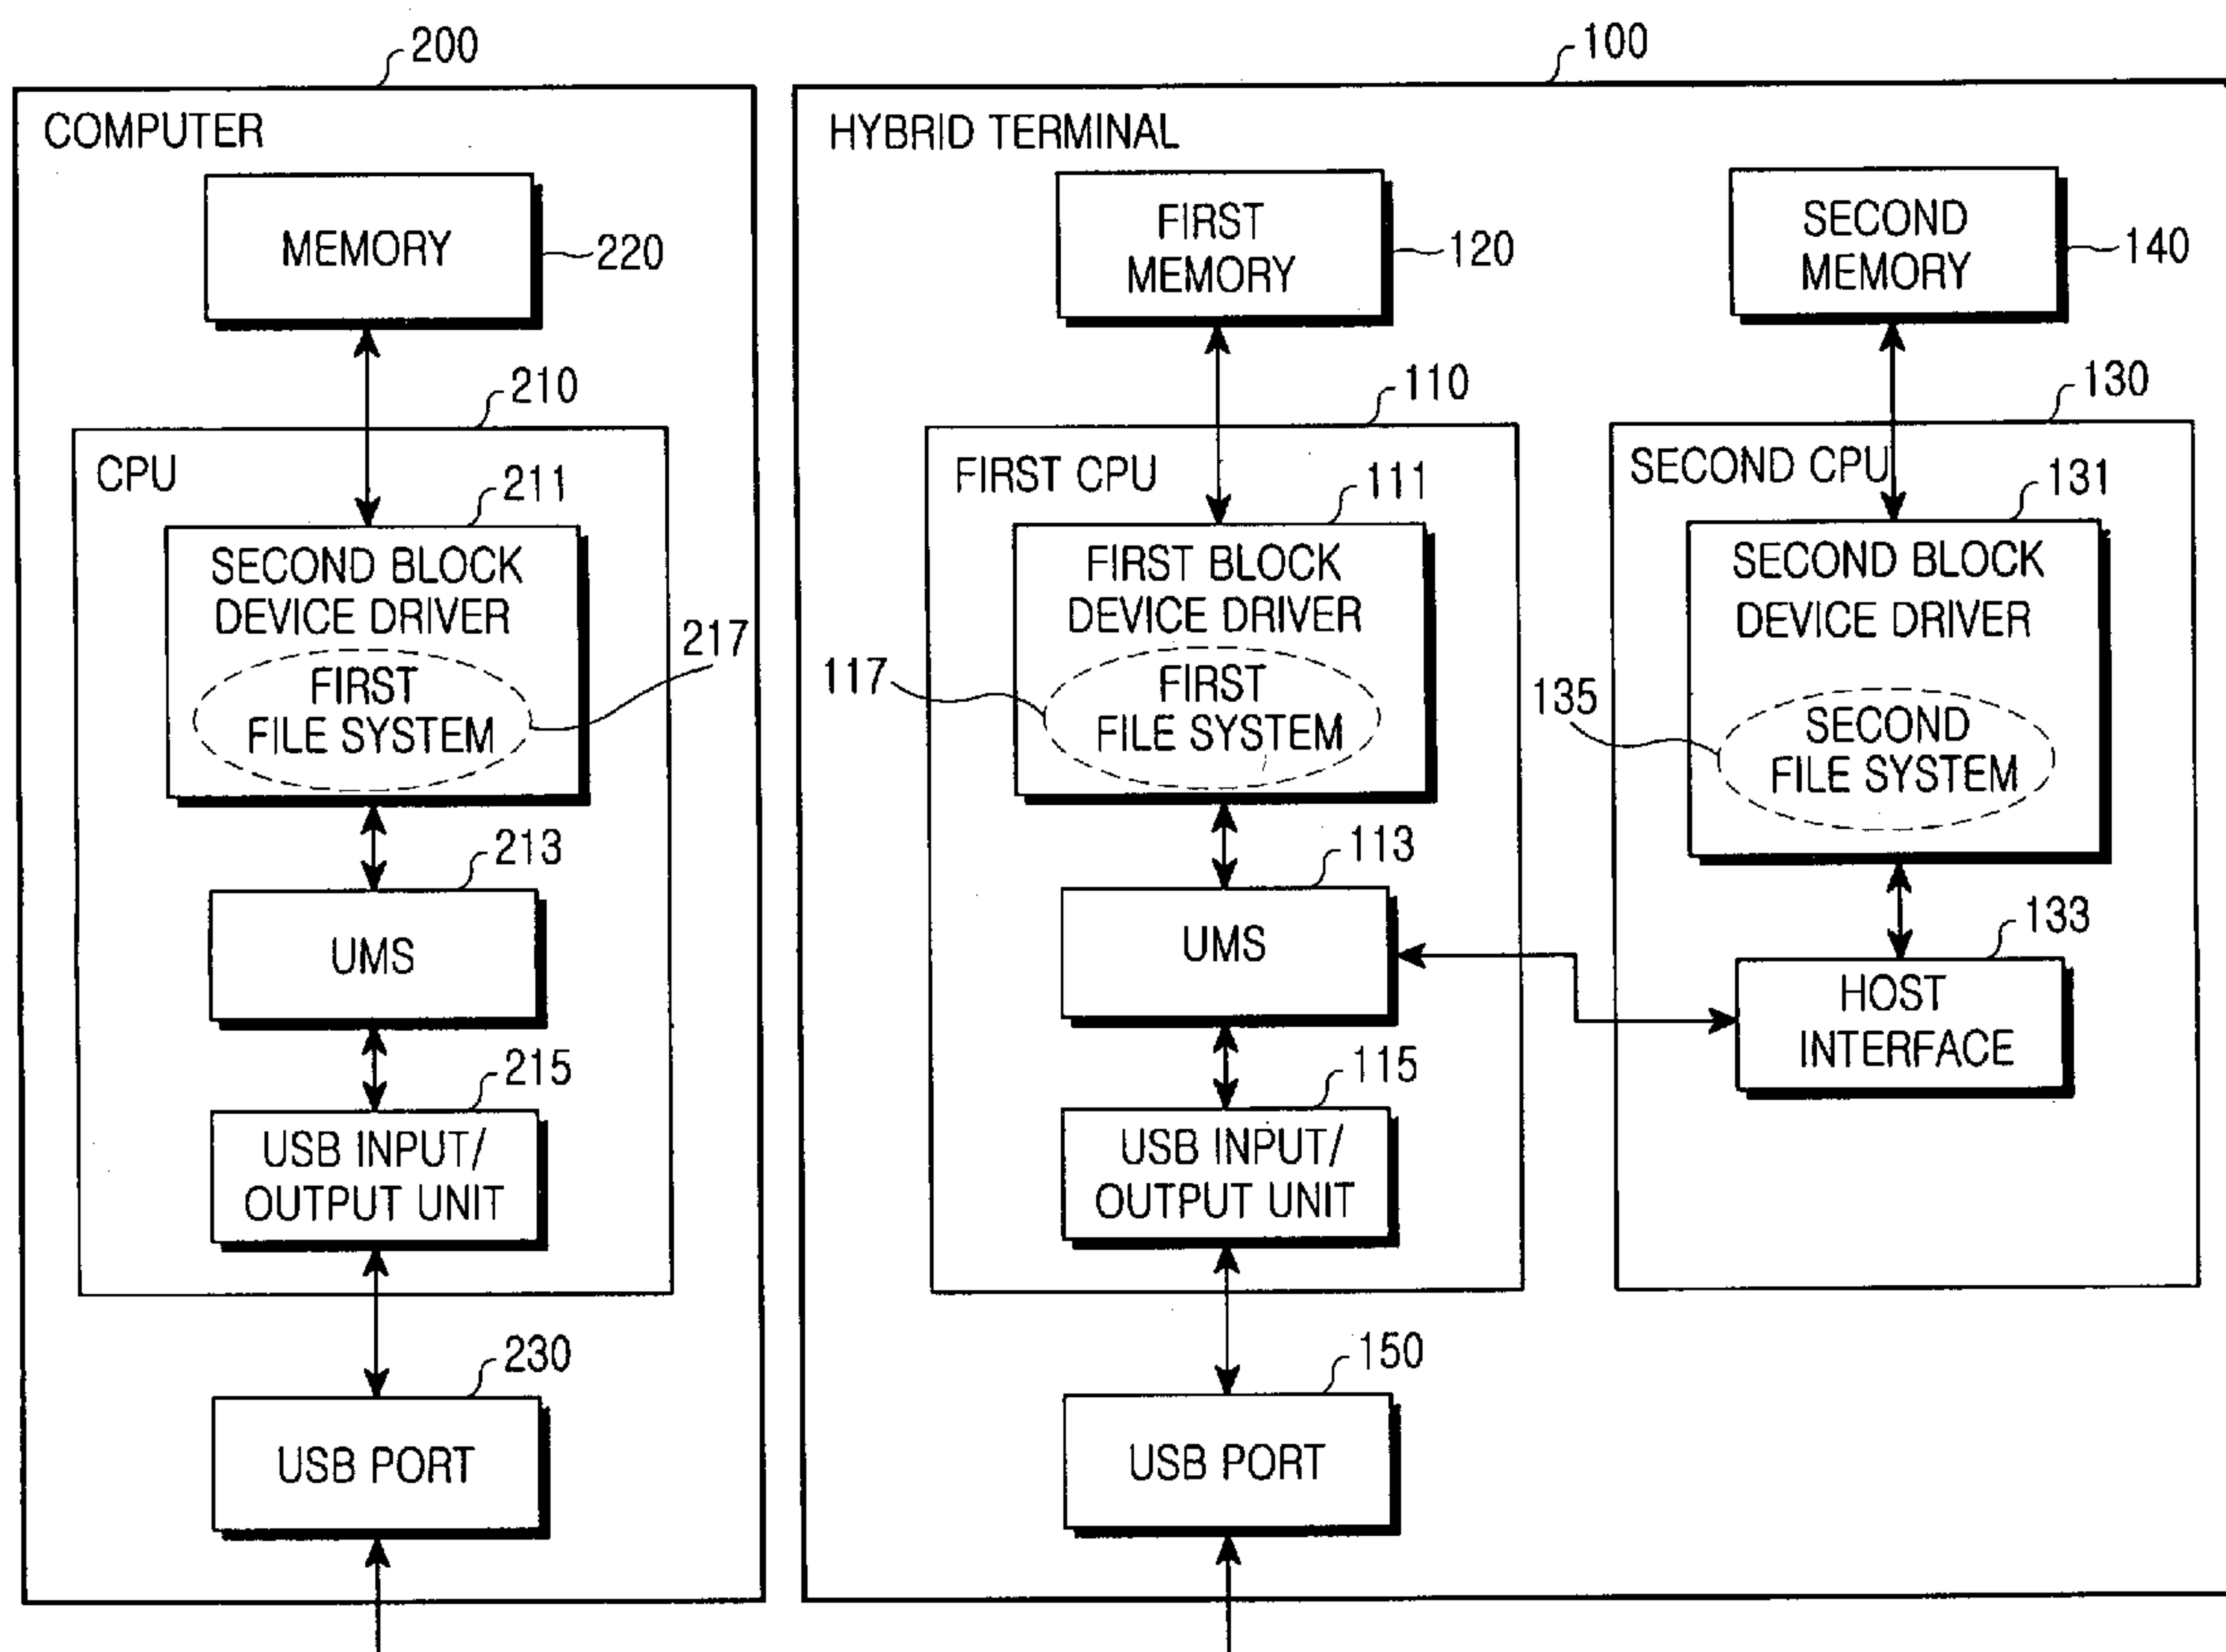 200
COMPUTER
MEMORY
220
210
CPU
211
SECOND BLOCK
DEVICE DRIVER
217
FIRST
FILE SYSTEM
213
UMS
215
USB INPUT/
OUTPUT UNIT
230
USB PORT
100
HYBRID TERMINAL
FIRST
MEMORY
120
110
FIRST CPU
111
FIRST BLOCK
DEVICE DRIVER
117
FIRST
FILE SYSTEM
113
UMS
115
USB INPUT/
OUTPUT UNIT
150
USB PORT
SECOND
MEMORY
140
130
SECOND CPU
131
SECOND BLOCK
DEVICE DRIVER
135
SECOND
FILE SYSTEM
133
HOST
INTERFACE